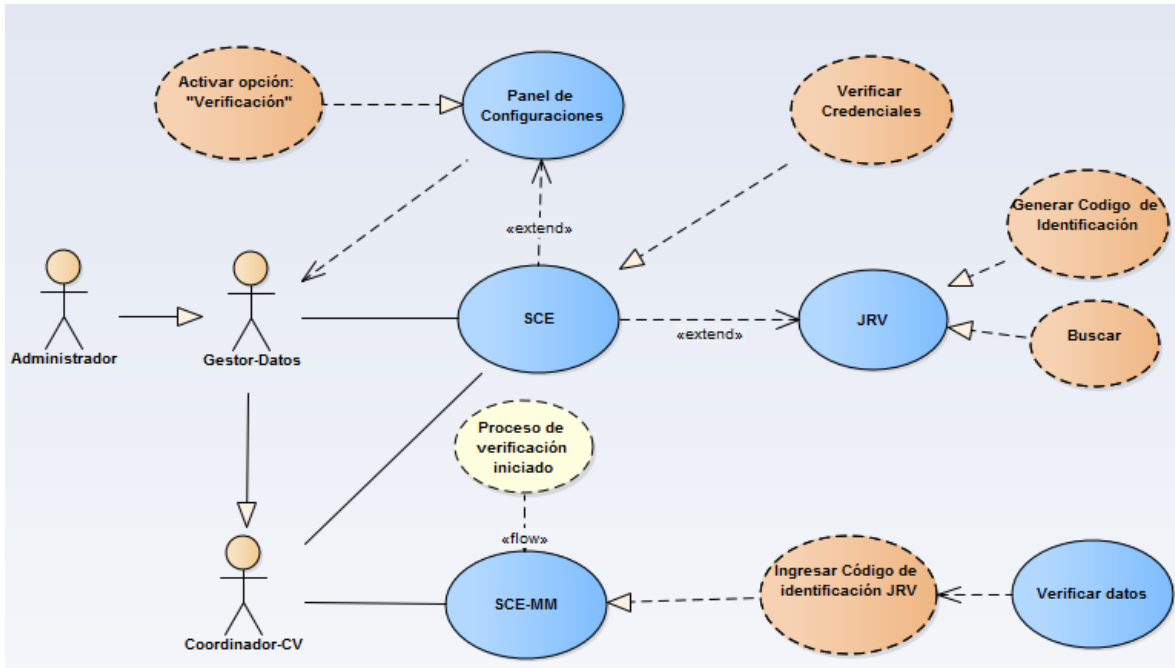 Activar opción:
"Verificación"
Panel de
Configuraciones
Verificar
Credenciales
Generar Codigo de
Identificación
«extend»
SCE
«extend»
JRV
Buscar
Administrador
Gestor-Datos
Proceso de
verificación
iniciado
«flow»
SCE-MM
Ingresar Código de
identificación JRV
Verificar datos
Coordinador-CV